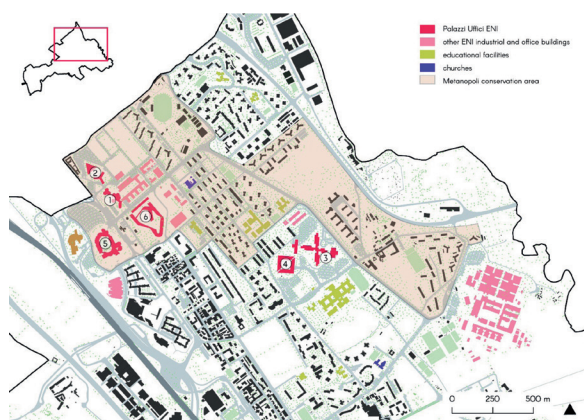 Palazzi Uffici ENI
other ENI industrial and office buildings
educational facilities
churches
Metanopoli conservation area
2
1
6
5
4
3
0 250 500 m